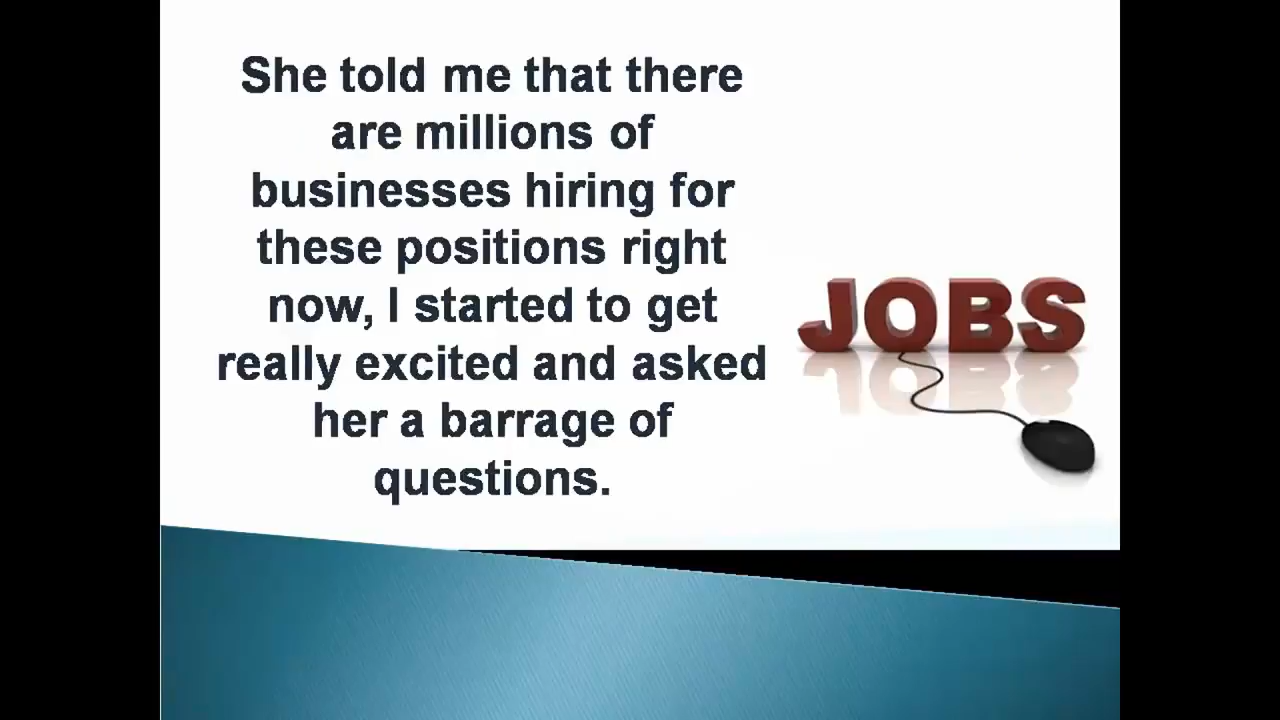 She told me that there
are millions of
businesses hiring for
these positions right
now, I started to get
really excited and asked
her a barrage of
questions.
JOBS